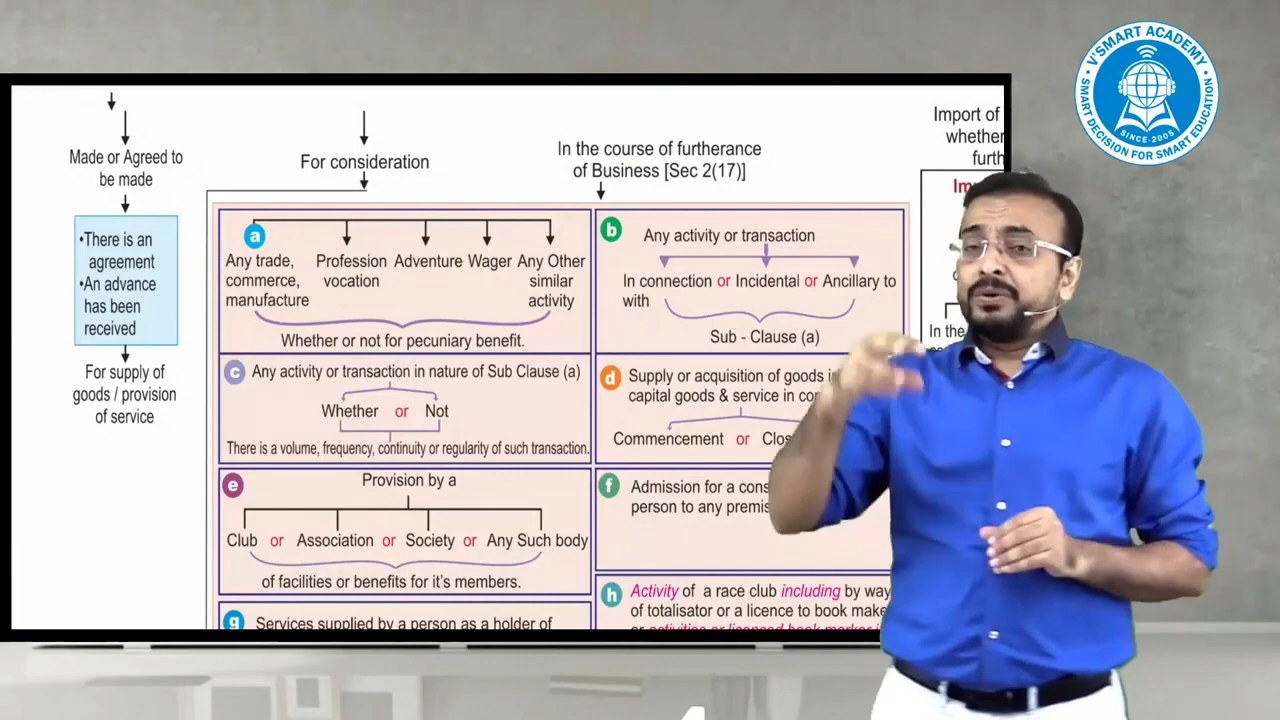 Made or Agreed to
be made
•There is an
agreement
•An advance
has been
received
For supply of
goods / provision
of service
For consideration
In the course of furtherance
of Business [Sec 2(17)]
a
Any trade,
commerce,
manufacture
Profession
vocation
Adventure
Wager
Any Other
similar
activity
Whether or not for pecuniary benefit.
b
Any activity or transaction
In connection or Incidental or Ancillary to
with
Sub - Clause (a)
c
Any activity or transaction in nature of Sub Clause (a)
Whether or Not
There is a volume, frequency, continuity or regularity of such transaction.
d
Supply or acquisition of goods
capital goods & service in
Commencement or
e
Provision by a
Club or Association or Society or Any Such body
of facilities or benefits for it's members.
f
Admission for a
person to any
g
Services supplied by a person as a holder of
h
Activity of a race club including by way
of totalisator or a licence to book
or activities or licensed book
Import of
whether
In the
V'SMART ACADEMY
SINCE-2005
SMART DECISION FOR SMART EDUCATION